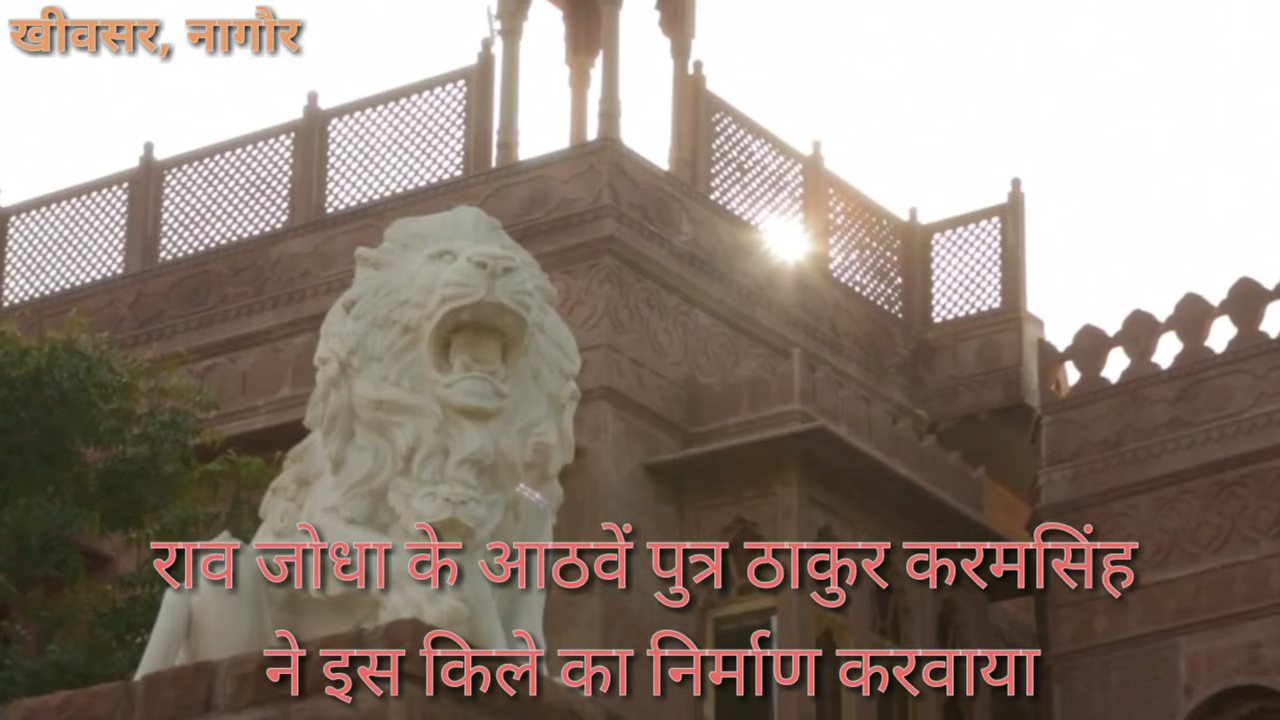 खीवसर, नागौर
राव जोधा के आठवें पुत्र ठाकुर करमसिंह
ने इस किले का निर्माण करवाया